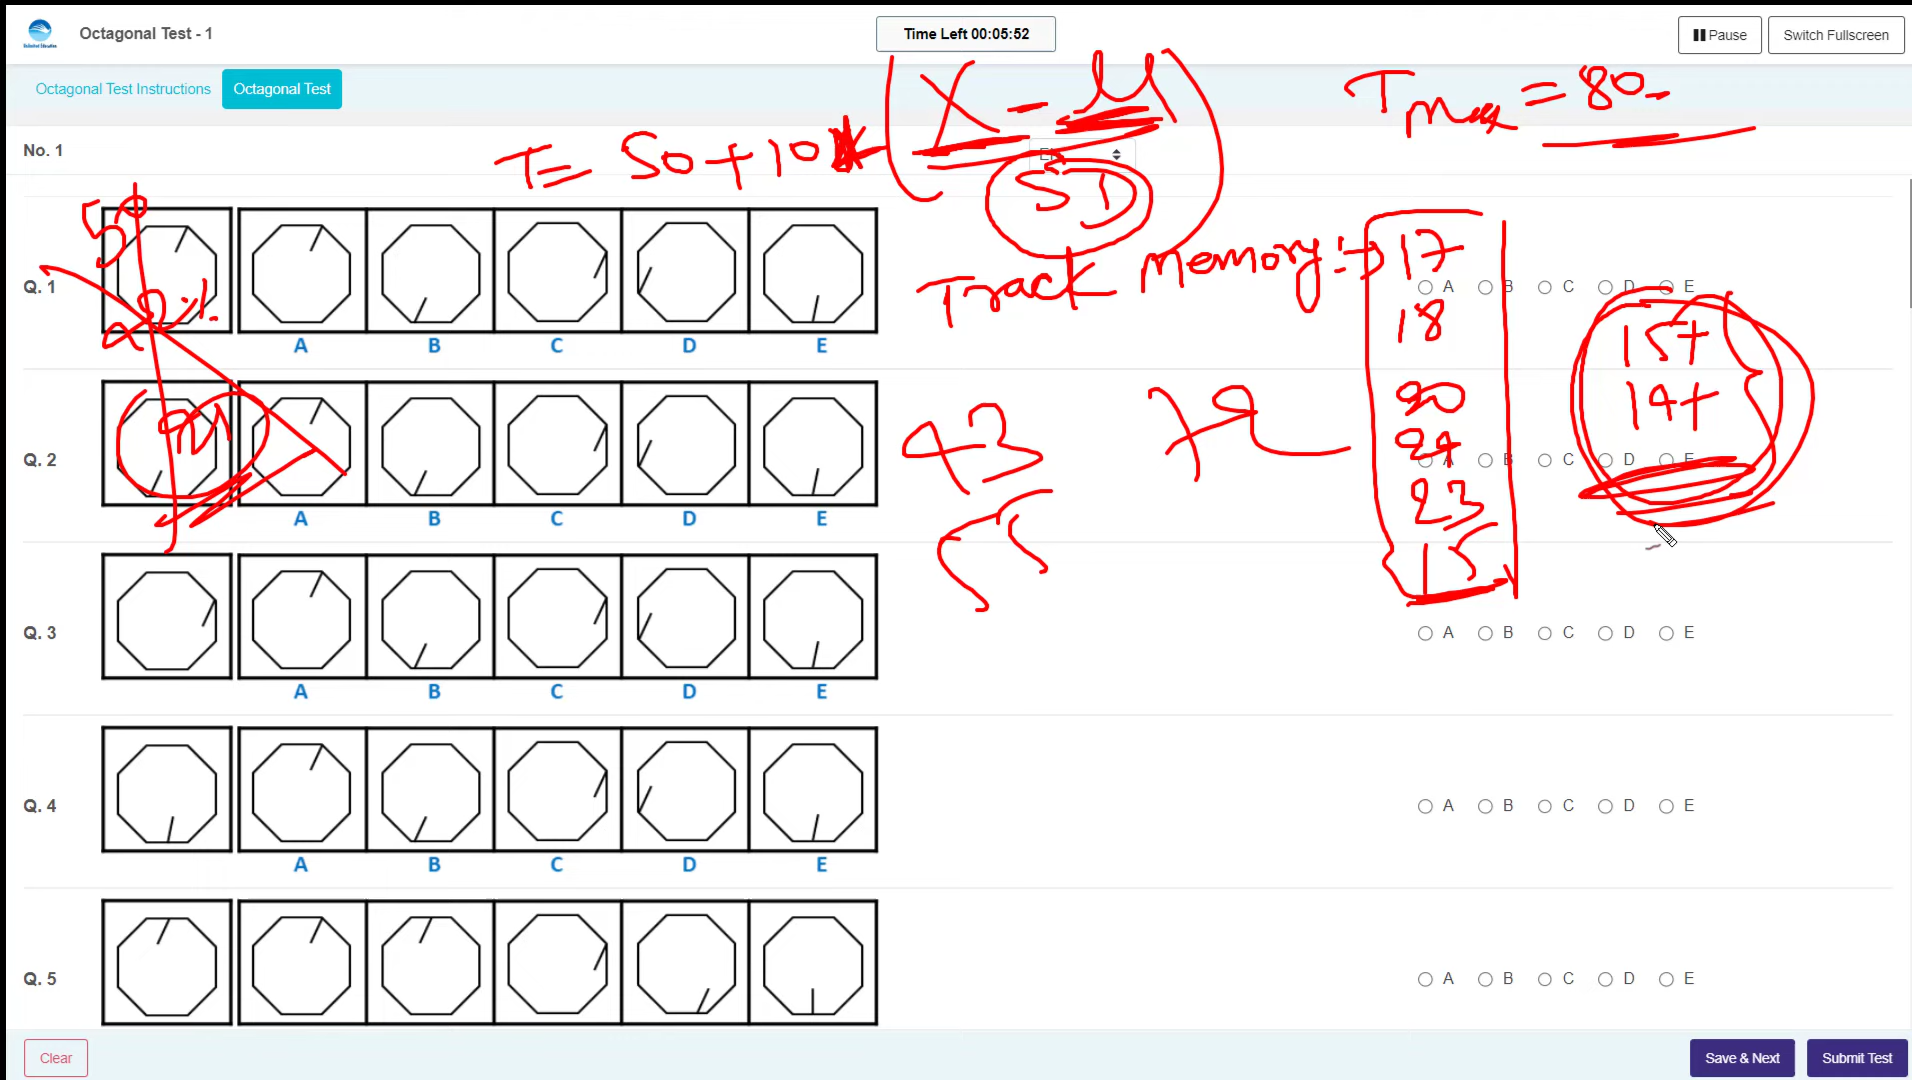 Octagonal Test - 1
Time Left 00:05:52
Pause
Switch Fullscreen
Octagonal Test Instructions
Octagonal Test
T max = 80
No. 1
T = 50 + 10 * (X - M / SD)
Track memory :→ 17
18
20
24
23
15
15+
19+
Q. 1
A B C D E
A B C D E
Q. 2
A B C D E
A B C D E
Q. 3
A B C D E
A B C D E
Q. 4
A B C D E
A B C D E
Q. 5
A B C D E
Clear
Save & Next
Submit Test